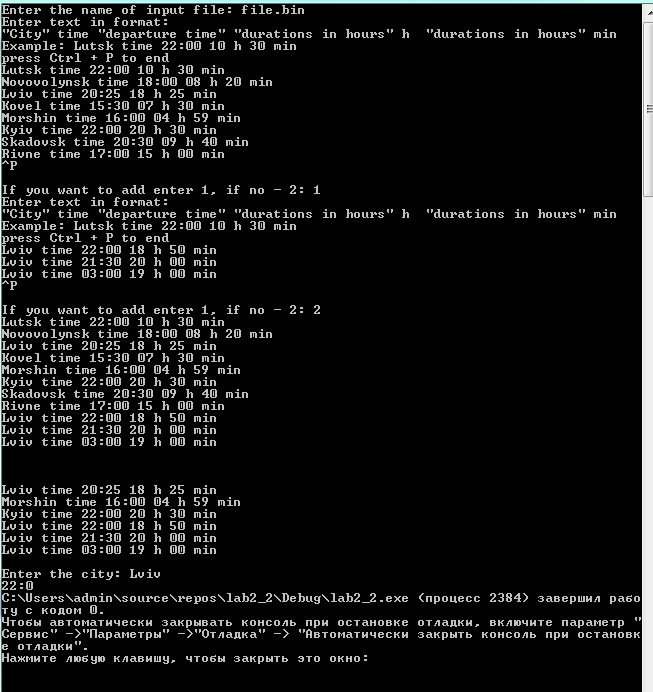 Enter the name of input file: file.bin
Enter text in format:
"City" time "departure time" "durations in hours" h  "durations in hours" min
Example: Lutsk time 22:00 10 h 30 min
press Ctrl + P to end
Lutsk time 22:00 10 h 30 min
Novovolynsk time 18:00 08 h 20 min
Lviv time 20:25 18 h 25 min
Kovel time 15:30 07 h 30 min
Morshin time 16:00 04 h 59 min
Kyiv time 22:00 20 h 30 min
Skadovsk time 20:30 09 h 40 min
Rivne time 17:00 15 h 00 min
^P
If you want to add enter 1, if no - 2: 1
Enter text in format:
"City" time "departure time" "durations in hours" h  "durations in hours" min
Example: Lutsk time 22:00 10 h 30 min
press Ctrl + P to end
Lviv time 22:00 18 h 50 min
Lviv time 21:30 20 h 00 min
Lviv time 03:00 19 h 00 min
^P
If you want to add enter 1, if no - 2: 2
Lutsk time 22:00 10 h 30 min
Novovolynsk time 18:00 08 h 20 min
Lviv time 20:25 18 h 25 min
Kovel time 15:30 07 h 30 min
Morshin time 16:00 04 h 59 min
Kyiv time 22:00 20 h 30 min
Skadovsk time 20:30 09 h 40 min
Rivne time 17:00 15 h 00 min
Lviv time 22:00 18 h 50 min
Lviv time 21:30 20 h 00 min
Lviv time 03:00 19 h 00 min
Lviv time 20:25 18 h 25 min
Morshin time 16:00 04 h 59 min
Kyiv time 22:00 20 h 30 min
Lviv time 22:00 18 h 50 min
Lviv time 21:30 20 h 00 min
Lviv time 03:00 19 h 00 min
Enter the city: Lviv
22:0
C:\Users\admin\source\repos\lab2_2\Debug\lab2_2.exe (процесс 2384) завершил рабо
ту с кодом 0.
Чтобы автоматически закрывать консоль при остановке отладки, включите параметр "
Сервис" ->"Параметры" ->"Отладка" -> "Автоматически закрыть консоль при остановк
е отладки".
Нажмите любую клавишу, чтобы закрыть это окно: